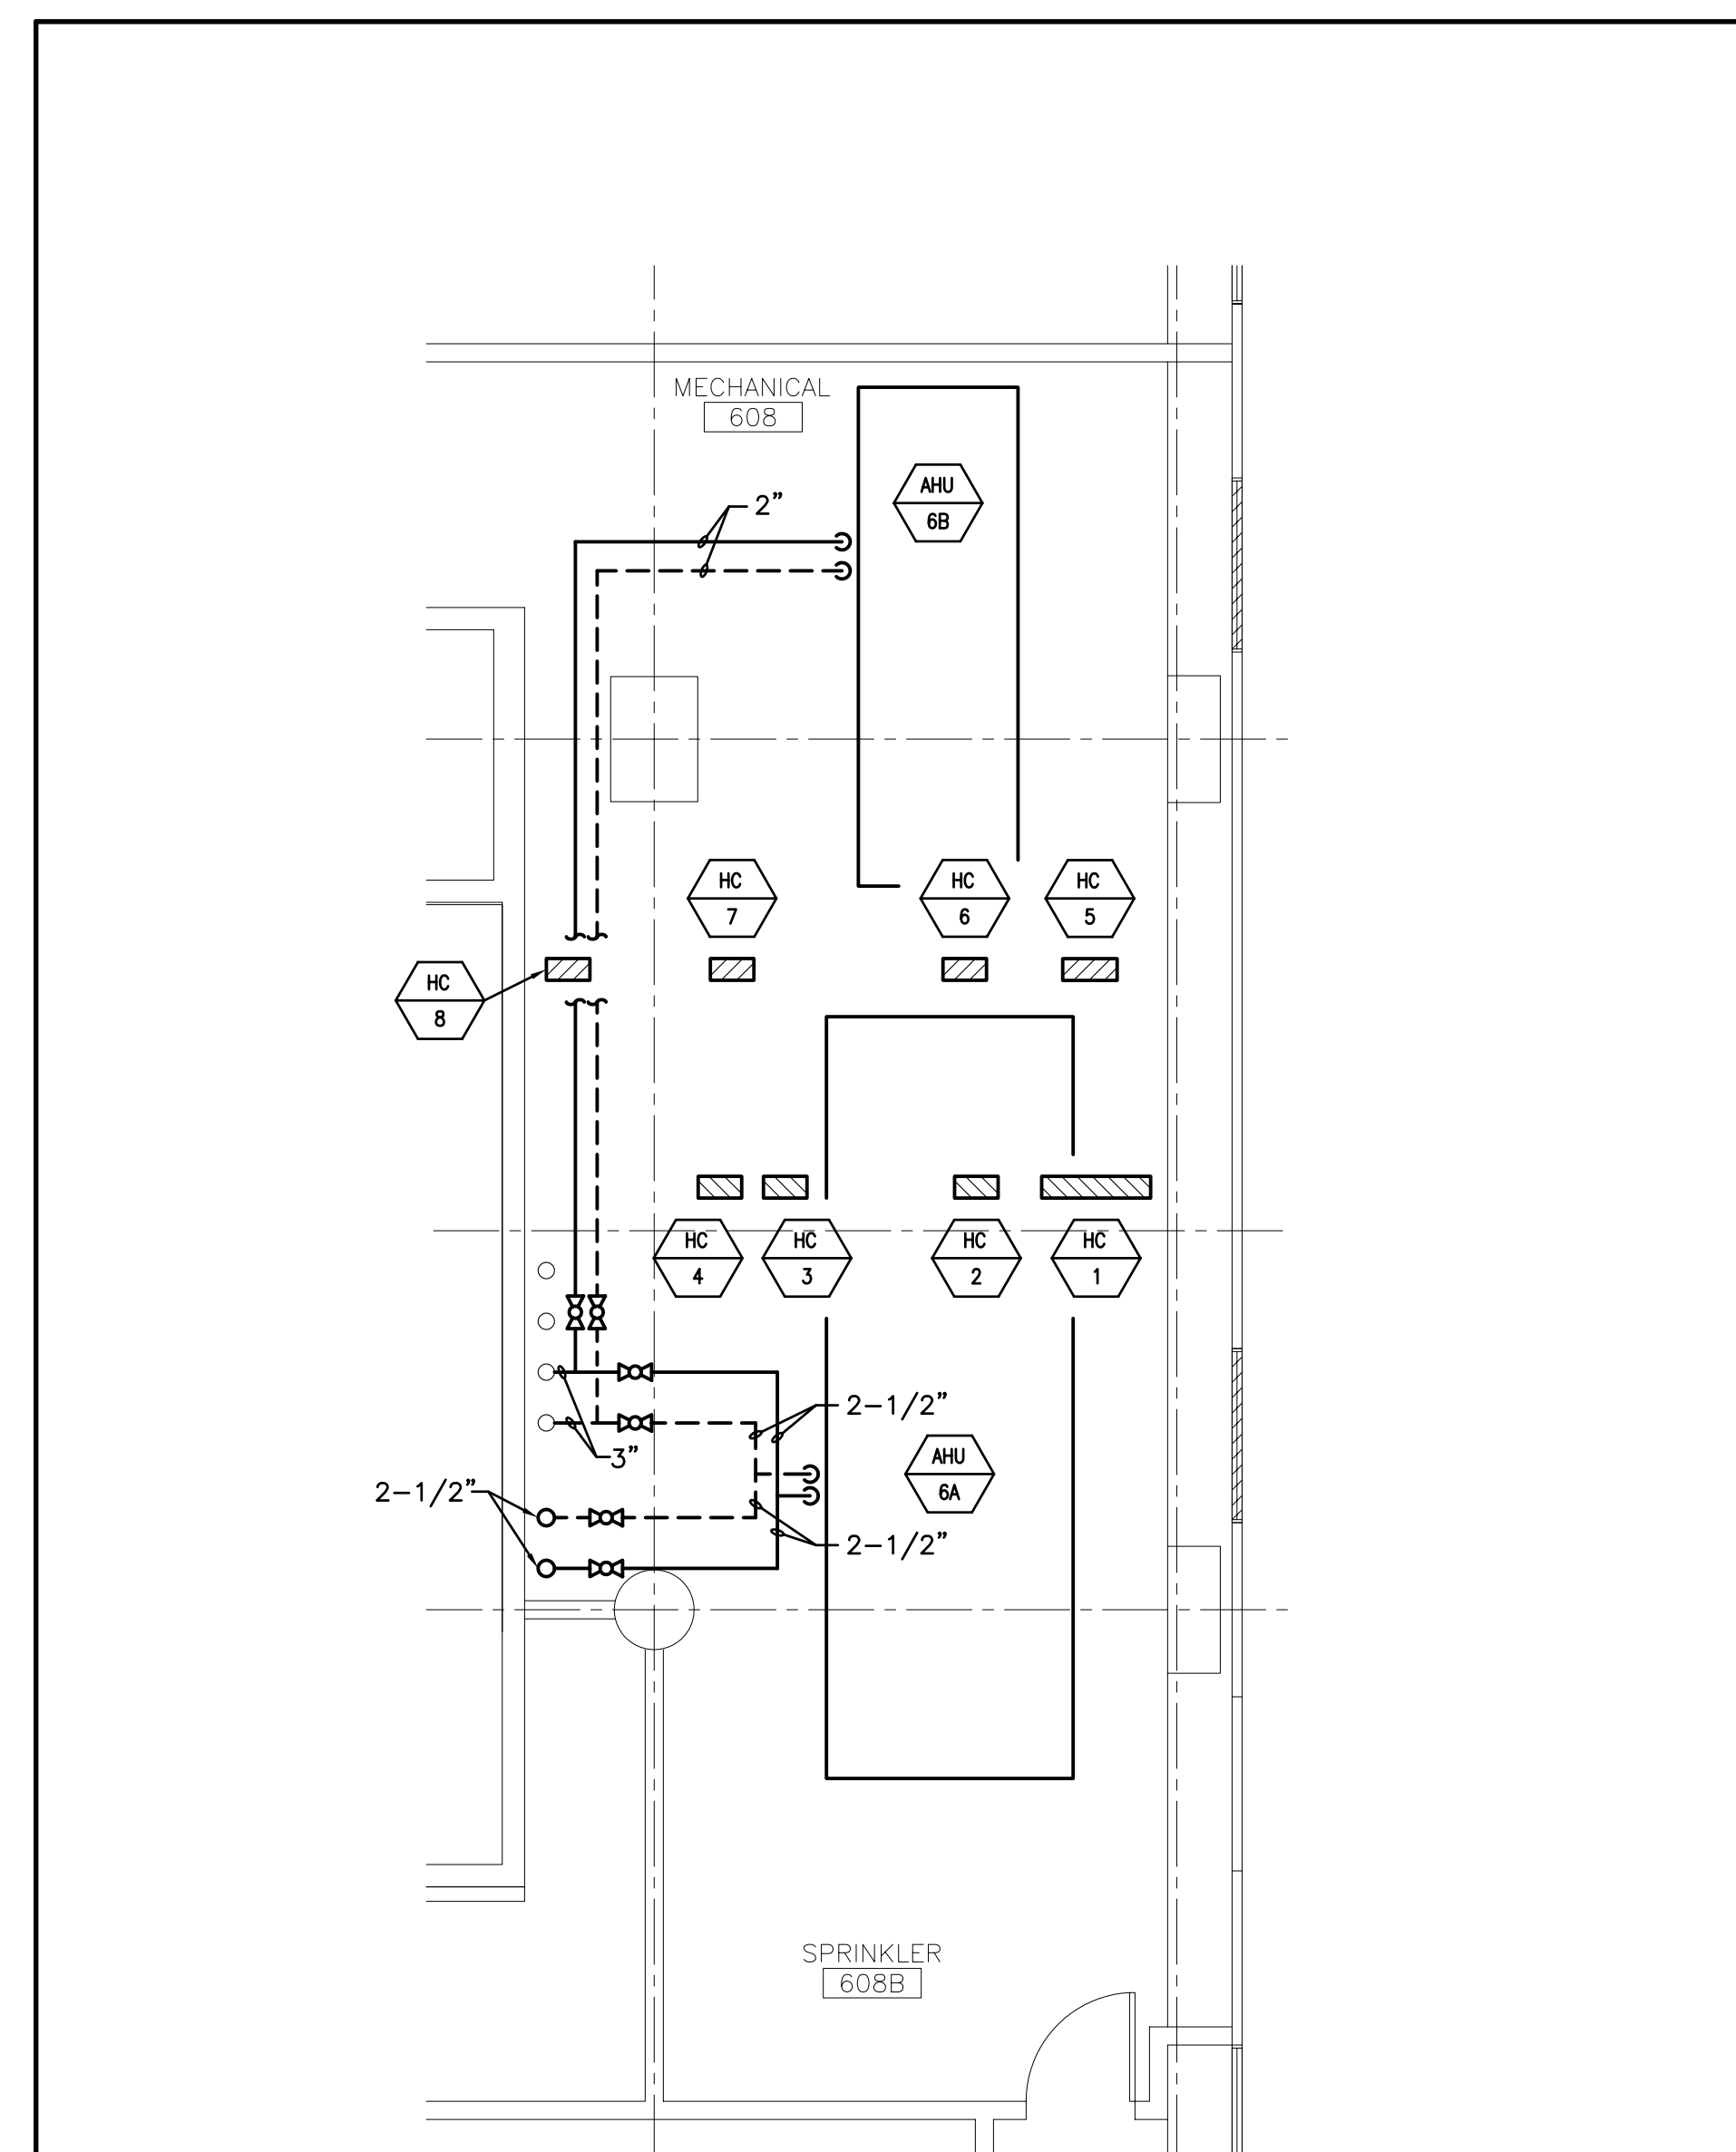 MECHANICAL
608
AHU
6B
2”
HC
7
HC
6
HC
5
HC
8
HC
4
HC
3
HC
2
HC
1
2-1/2”
3”
AHU
6A
2-1/2”
2-1/2”
SPRINKLER
608B